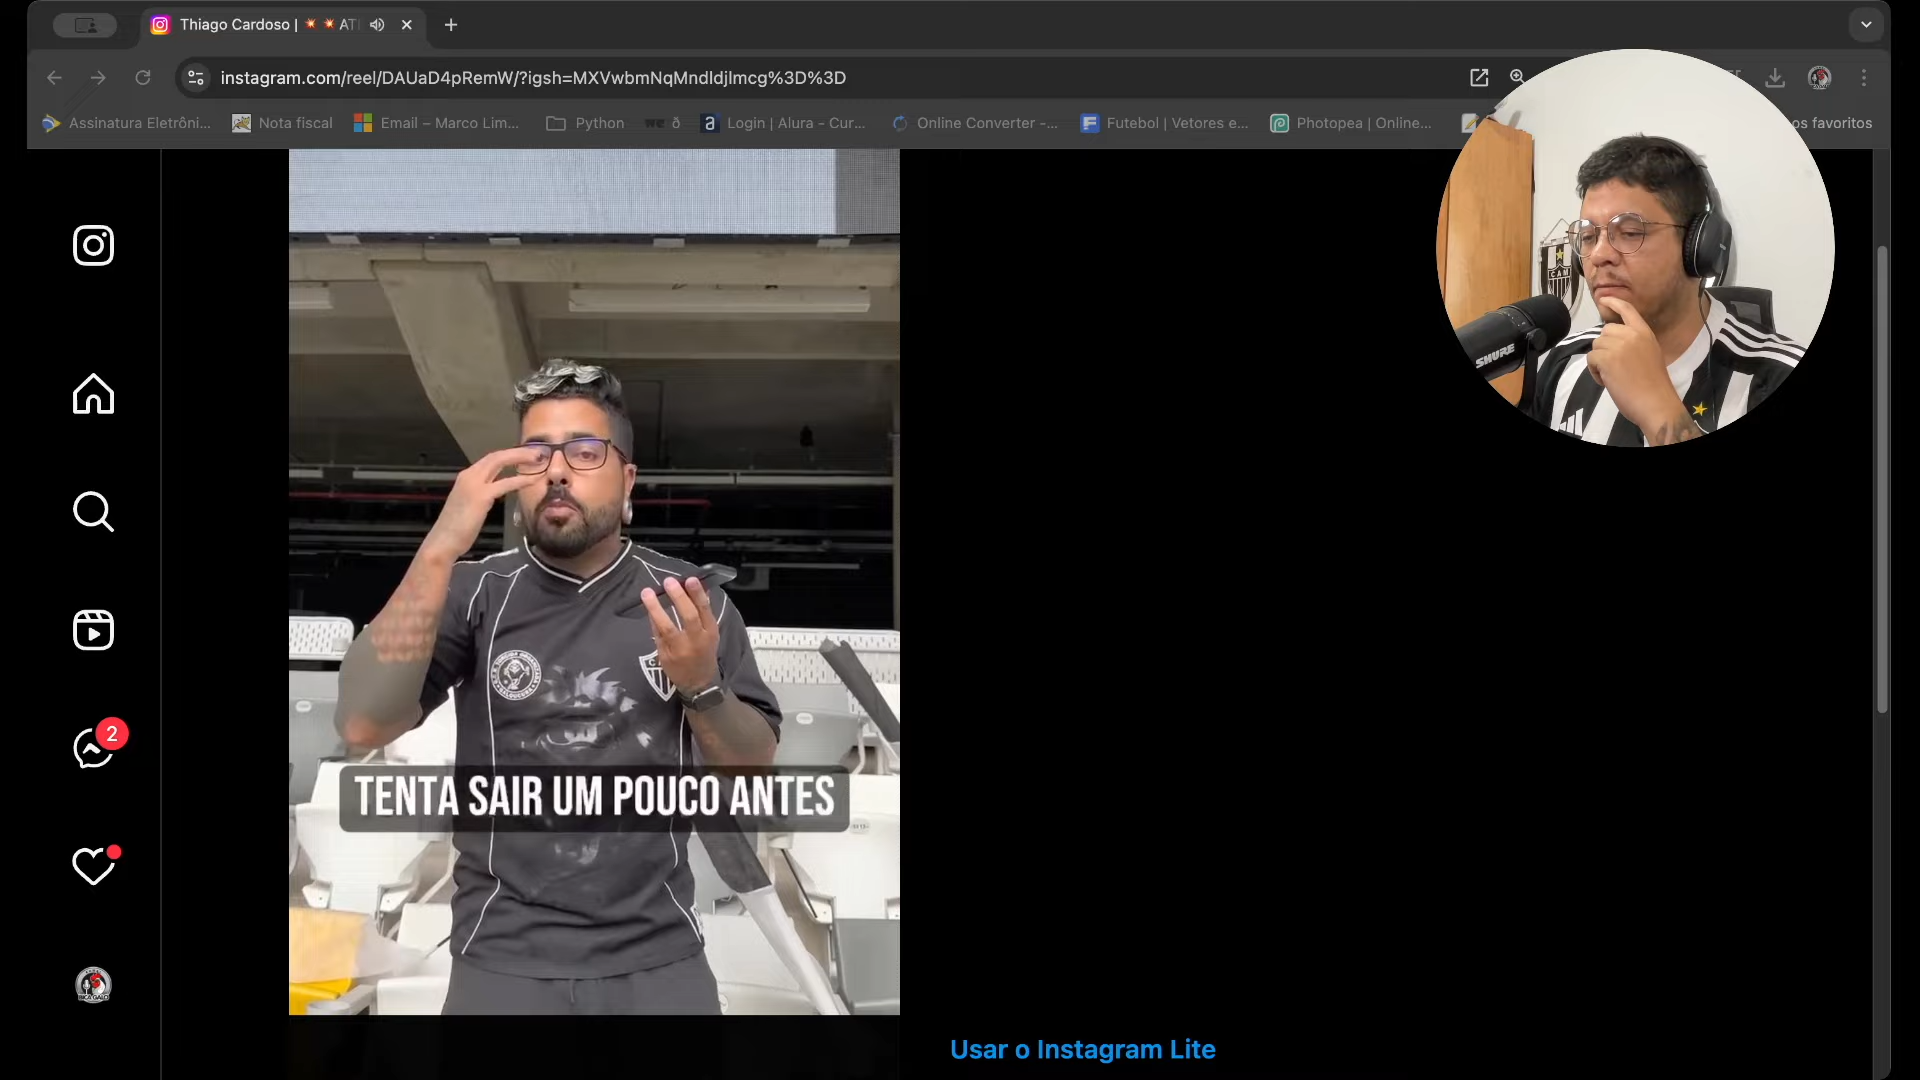 Thiago Cardoso | 💥💥AT
instagram.com/reel/DAUaD4pRemW/?igsh=MXVwbmNqMndldjlmcg%3D%3D
Assinatura Eletrôni...
Nota fiscal
Email – Marco Lim...
Python
Login | Alura - Cur...
Online Converter -...
Futebol | Vetores e...
Photopea | Online...
os favoritos
CAM
SHURE
TENTA SAIR UM POUCO ANTES
2
Usar o Instagram Lite